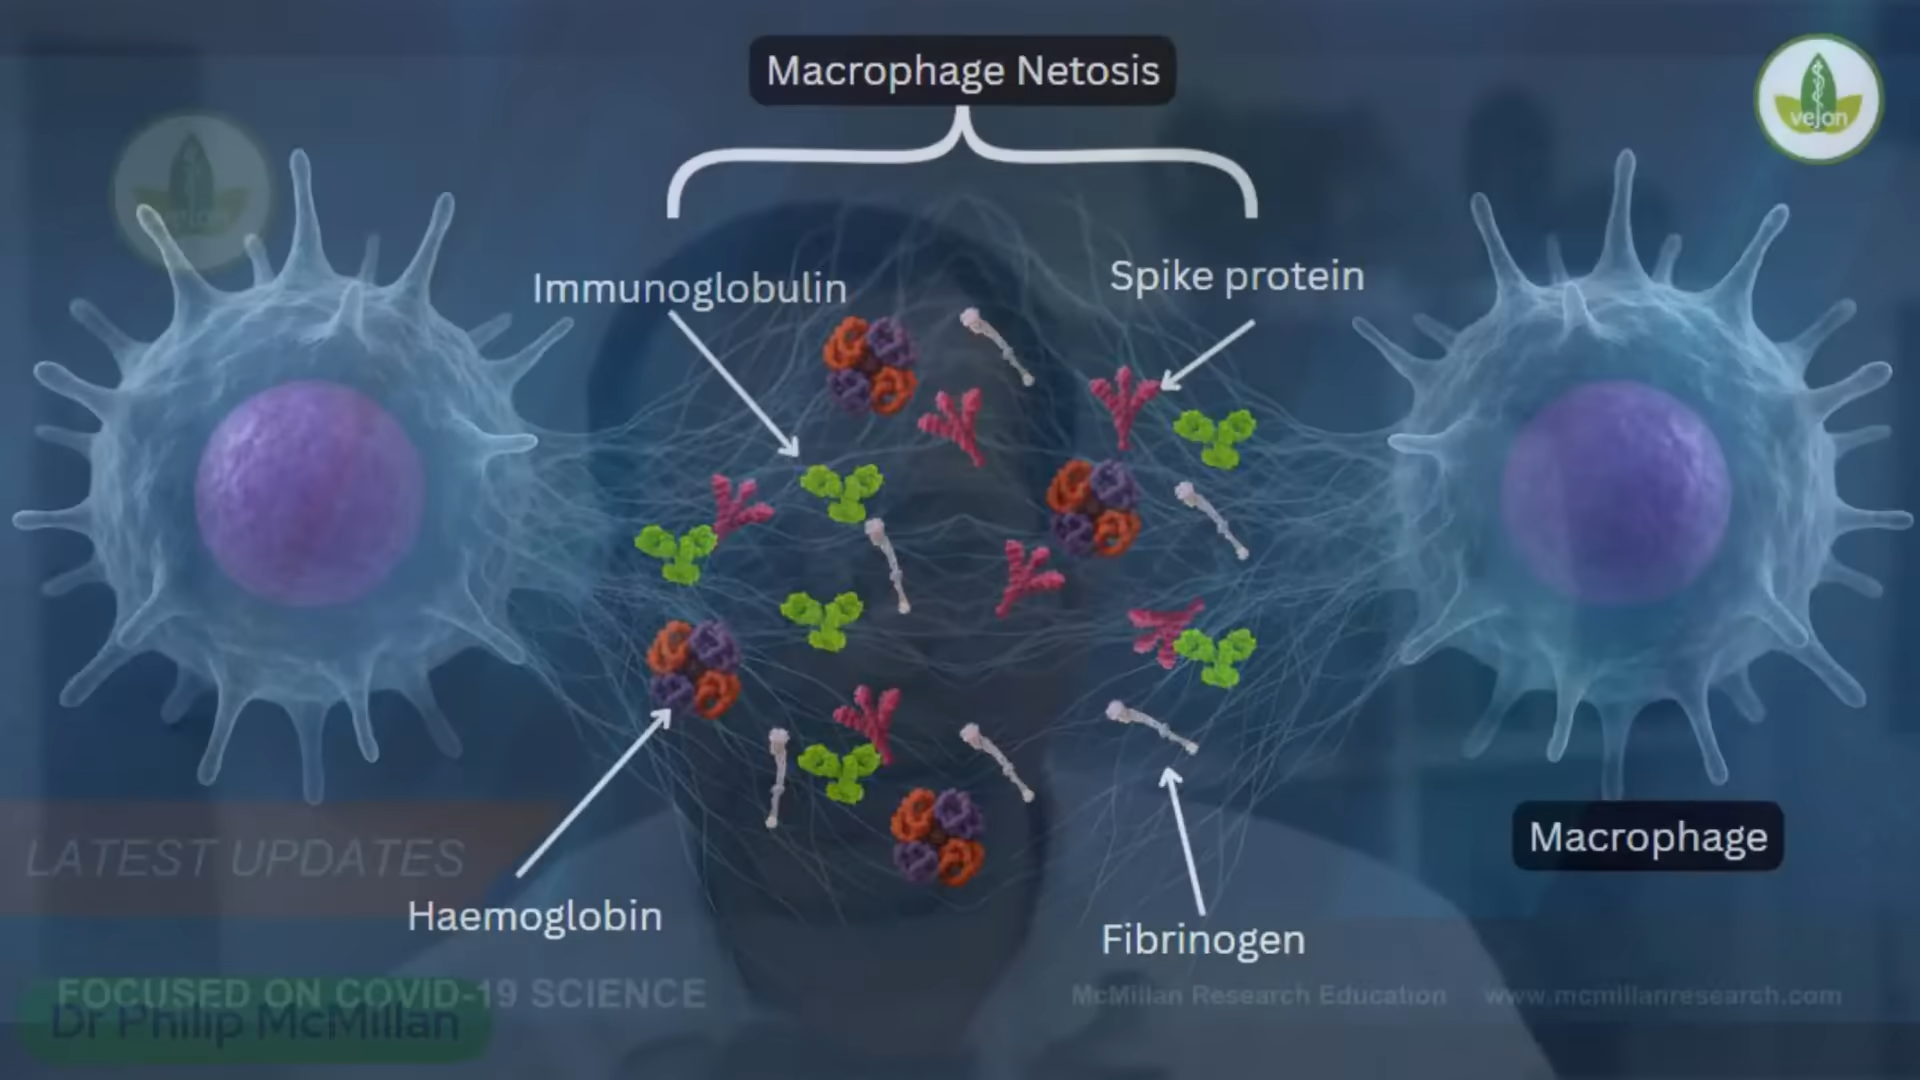 Macrophage Netosis
vejon
Immunoglobulin
Spike protein
Macrophage
LATEST UPDATES
Haemoglobin
Fibrinogen
FOCUSED ON COVID-19 SCIENCE
McMillan Research Education www.mcmillanresearch.com
Dr Philip McMillan